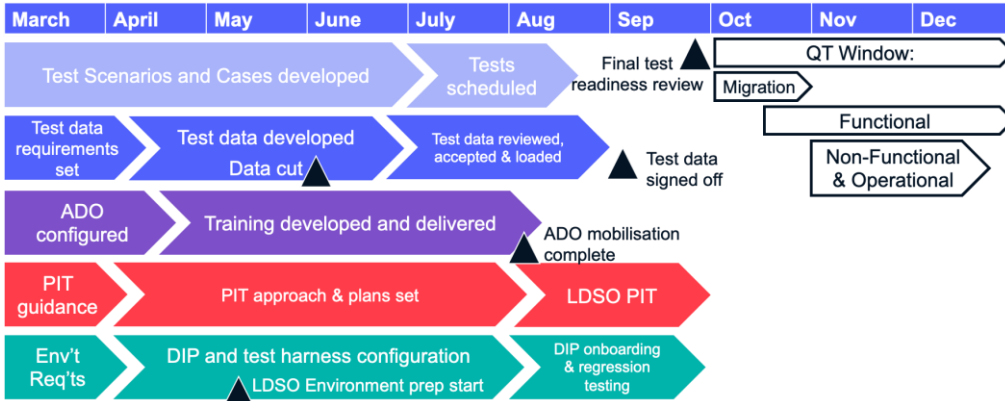 March April May June July Aug Sep Oct Nov Dec
Test Scenarios and Cases developed
Tests
scheduled
Final test
readiness review
QT Window:
Migration
Functional
Non-Functional
& Operational
Test data
requirements
set
Test data developed
Data cut
Test data reviewed,
accepted & loaded
Test data
signed off
ADO
configured
Training developed and delivered
ADO mobilisation
complete
PIT
guidance
PIT approach & plans set
LDSO PIT
Env't
Req'ts
DIP and test harness configuration
LDSO Environment prep start
DIP onboarding
& regression
testing